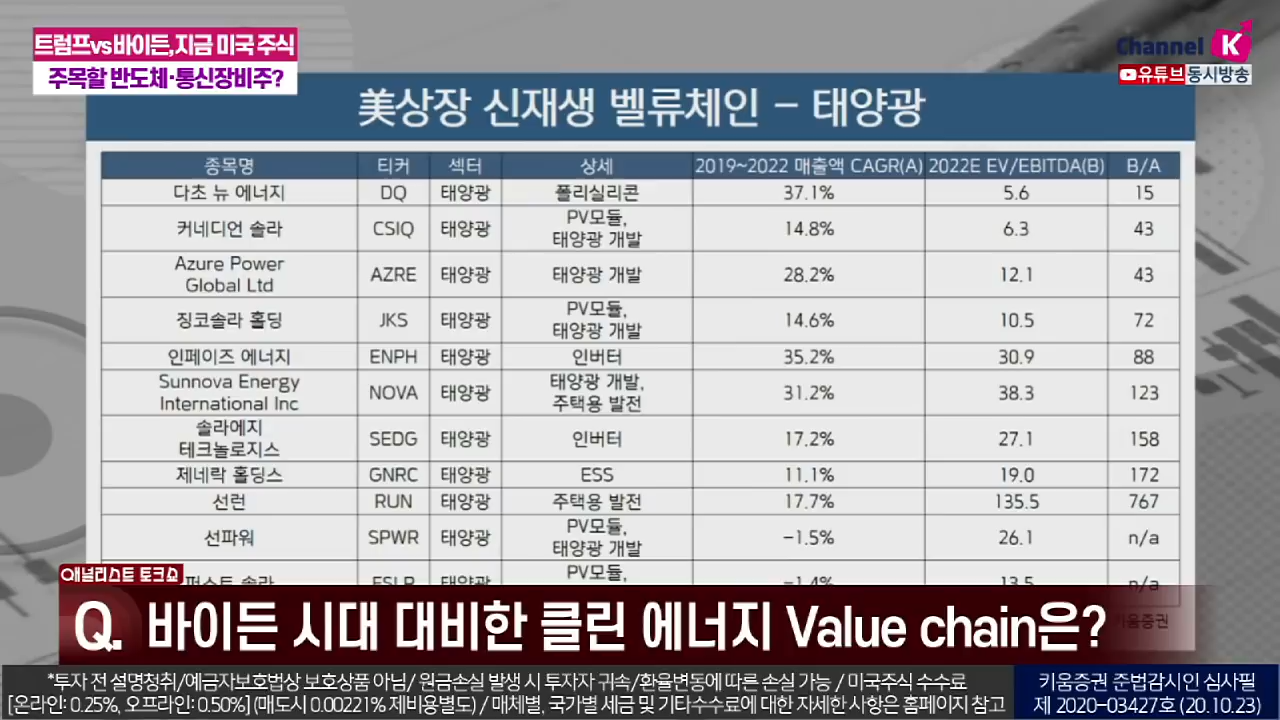 트럼프vs바이든,지금 미국 주식
주목할 반도체·통신장비주?
Channel K
유튜브동시방송
美상장 신재생 벨류체인 – 태양광
종목명 티커 섹터 상세 2019~2022 매출액 CAGR(A) 2022E EV/EBITDA(B) B/A
다초 뉴 에너지 DQ 태양광 폴리실리콘 37.1% 5.6 15
커네디언 솔라 CSIQ 태양광 PV모듈, 태양광 개발 14.8% 6.3 43
Azure Power Global Ltd AZRE 태양광 태양광 개발 28.2% 12.1 43
징코솔라 홀딩 JKS 태양광 PV모듈, 태양광 개발 14.6% 10.5 72
인페이즈 에너지 ENPH 태양광 인버터 35.2% 30.9 88
Sunnova Energy International Inc NOVA 태양광 태양광 개발, 주택용 발전 31.2% 38.3 123
솔라에지 테크놀로지스 SEDG 태양광 인버터 17.2% 27.1 158
제네락 홀딩스 GNRC 태양광 ESS 11.1% 19.0 172
선런 RUN 태양광 주택용 발전 17.7% 135.5 767
선파워 SPWR 태양광 PV모듈, 태양광 개발 -1.5% 26.1 n/a
퍼스트 솔라 FSLR 태양광 PV모듈, -1.4% 13.5 n/a
애널리스트 토크쇼
Q. 바이든 시대 대비한 클린 에너지 Value chain은?
키움증권
*투자 전 설명청취/예금자보호법상 보호상품 아님/ 원금손실 발생 시 투자자 귀속/환율변동에 따른 손실 가능 / 미국주식 수수료
[온라인: 0.25%, 오프라인: 0.50%] (매도시 0.00221% 제비용별도) / 매체별, 국가별 세금 및 기타수수료에 대한 자세한 사항은 홈페이지 참고
키움증권 준법감시인 심사필
제 2020-03427호 (20.10.23)